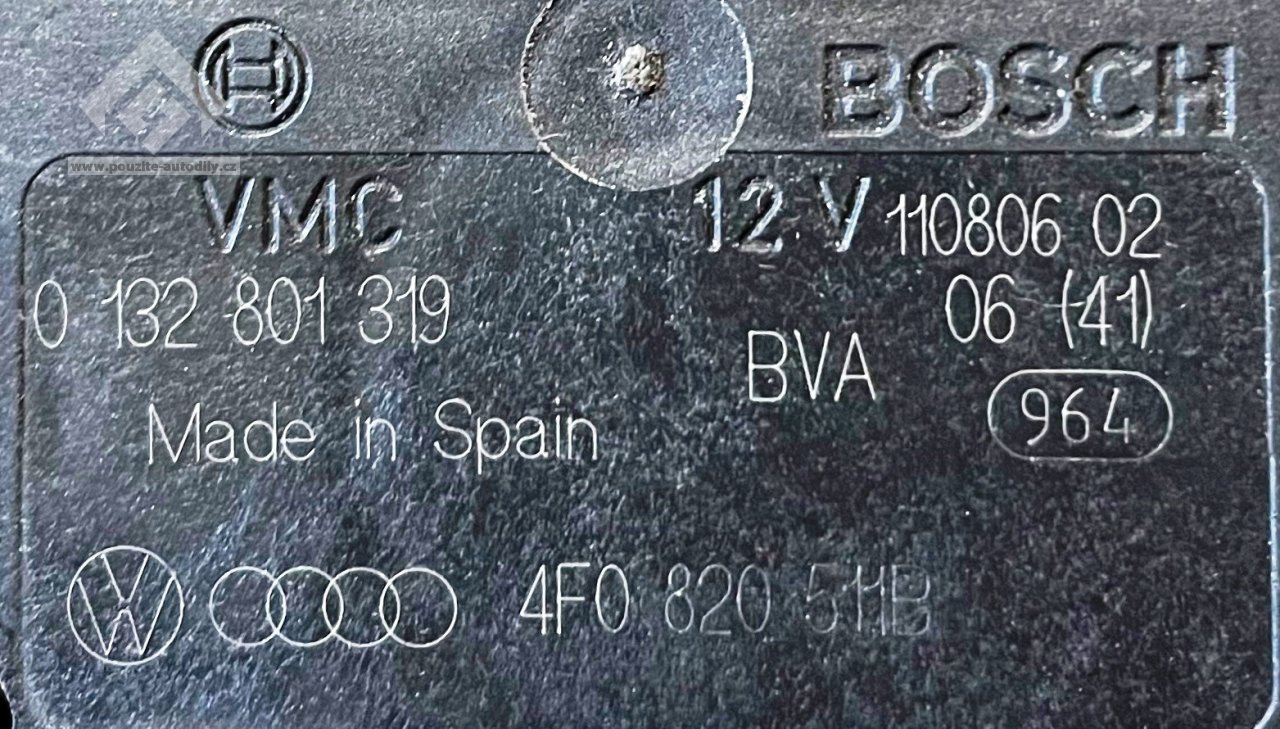 BOSCH
www.pouzite-autodily.cz
VMC 12 V 110806 02
0 132 801 319 06 (41)
BVA
Made in Spain 964
4F0 820 511B